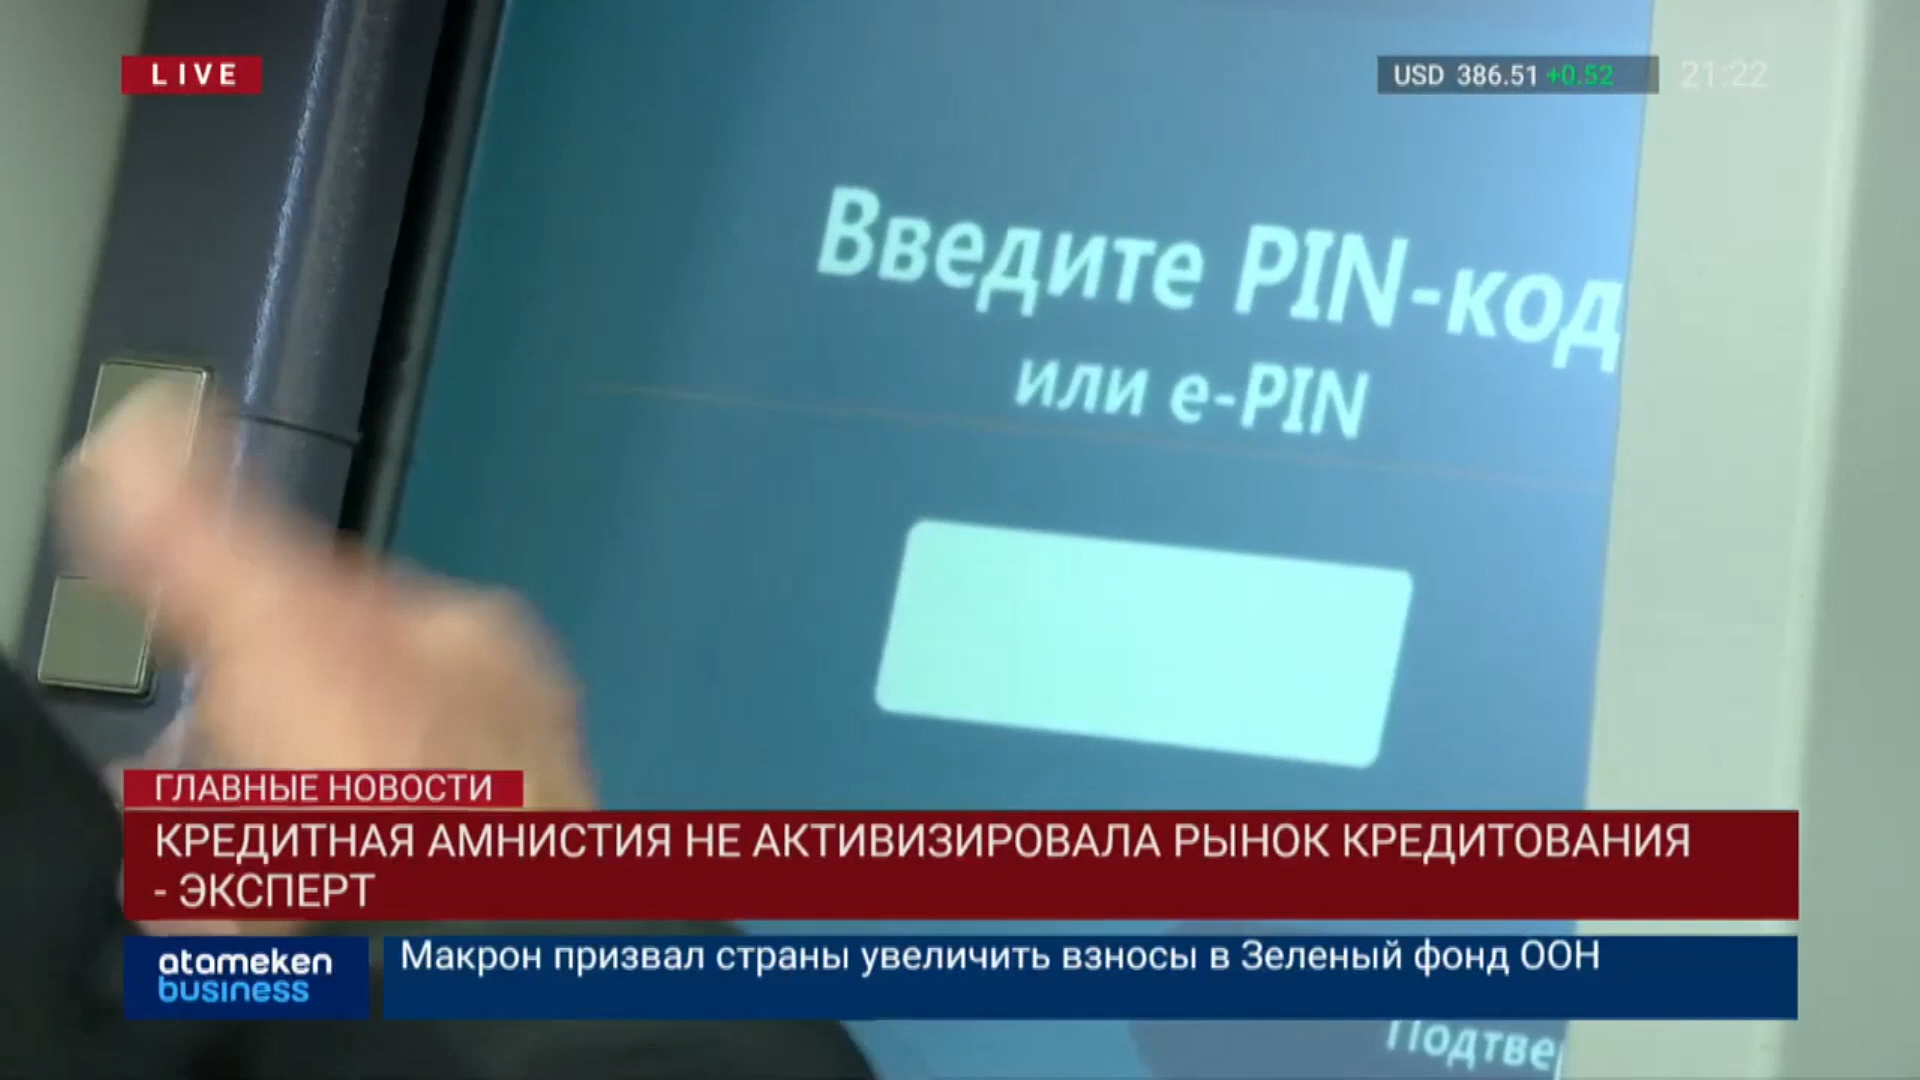 LIVE
USD 386.51 +0.52
21:22
Введите PIN-код
или e-PIN
ГЛАВНЫЕ НОВОСТИ
КРЕДИТНАЯ АМНИСТИЯ НЕ АКТИВИЗИРОВАЛА РЫНОК КРЕДИТОВАНИЯ
- ЭКСПЕРТ
atameken
business
Макрон призвал страны увеличить взносы в Зеленый фонд ООН